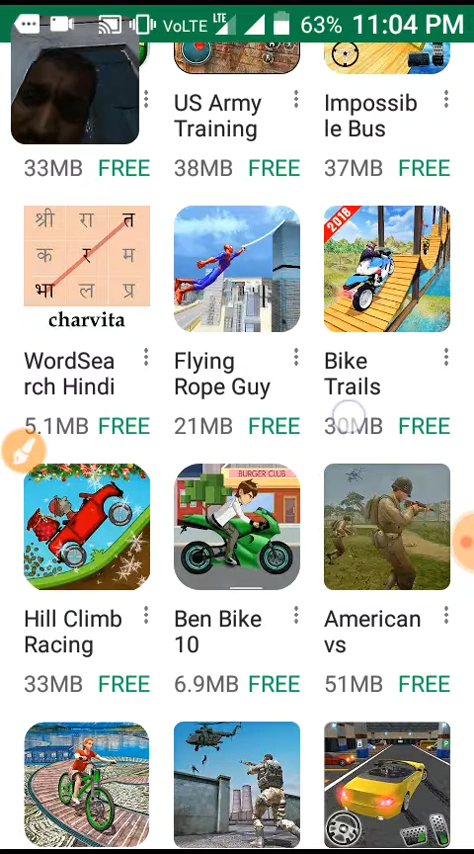 VoLTE LTE 63% 11:04 PM
US Army Training
Impossib
le Bus
33MB FREE
38MB FREE
37MB FREE
श्री रा त
क र म
भा ल प्र
charvita
2018
WordSea
rch Hindi
Flying
Rope Guy
Bike
Trails
5.1MB FREE
21MB FREE
30MB FREE
BURGER CLUB
Hill Climb
Racing
Ben Bike
10
American
vs
33MB FREE
6.9MB FREE
51MB FREE